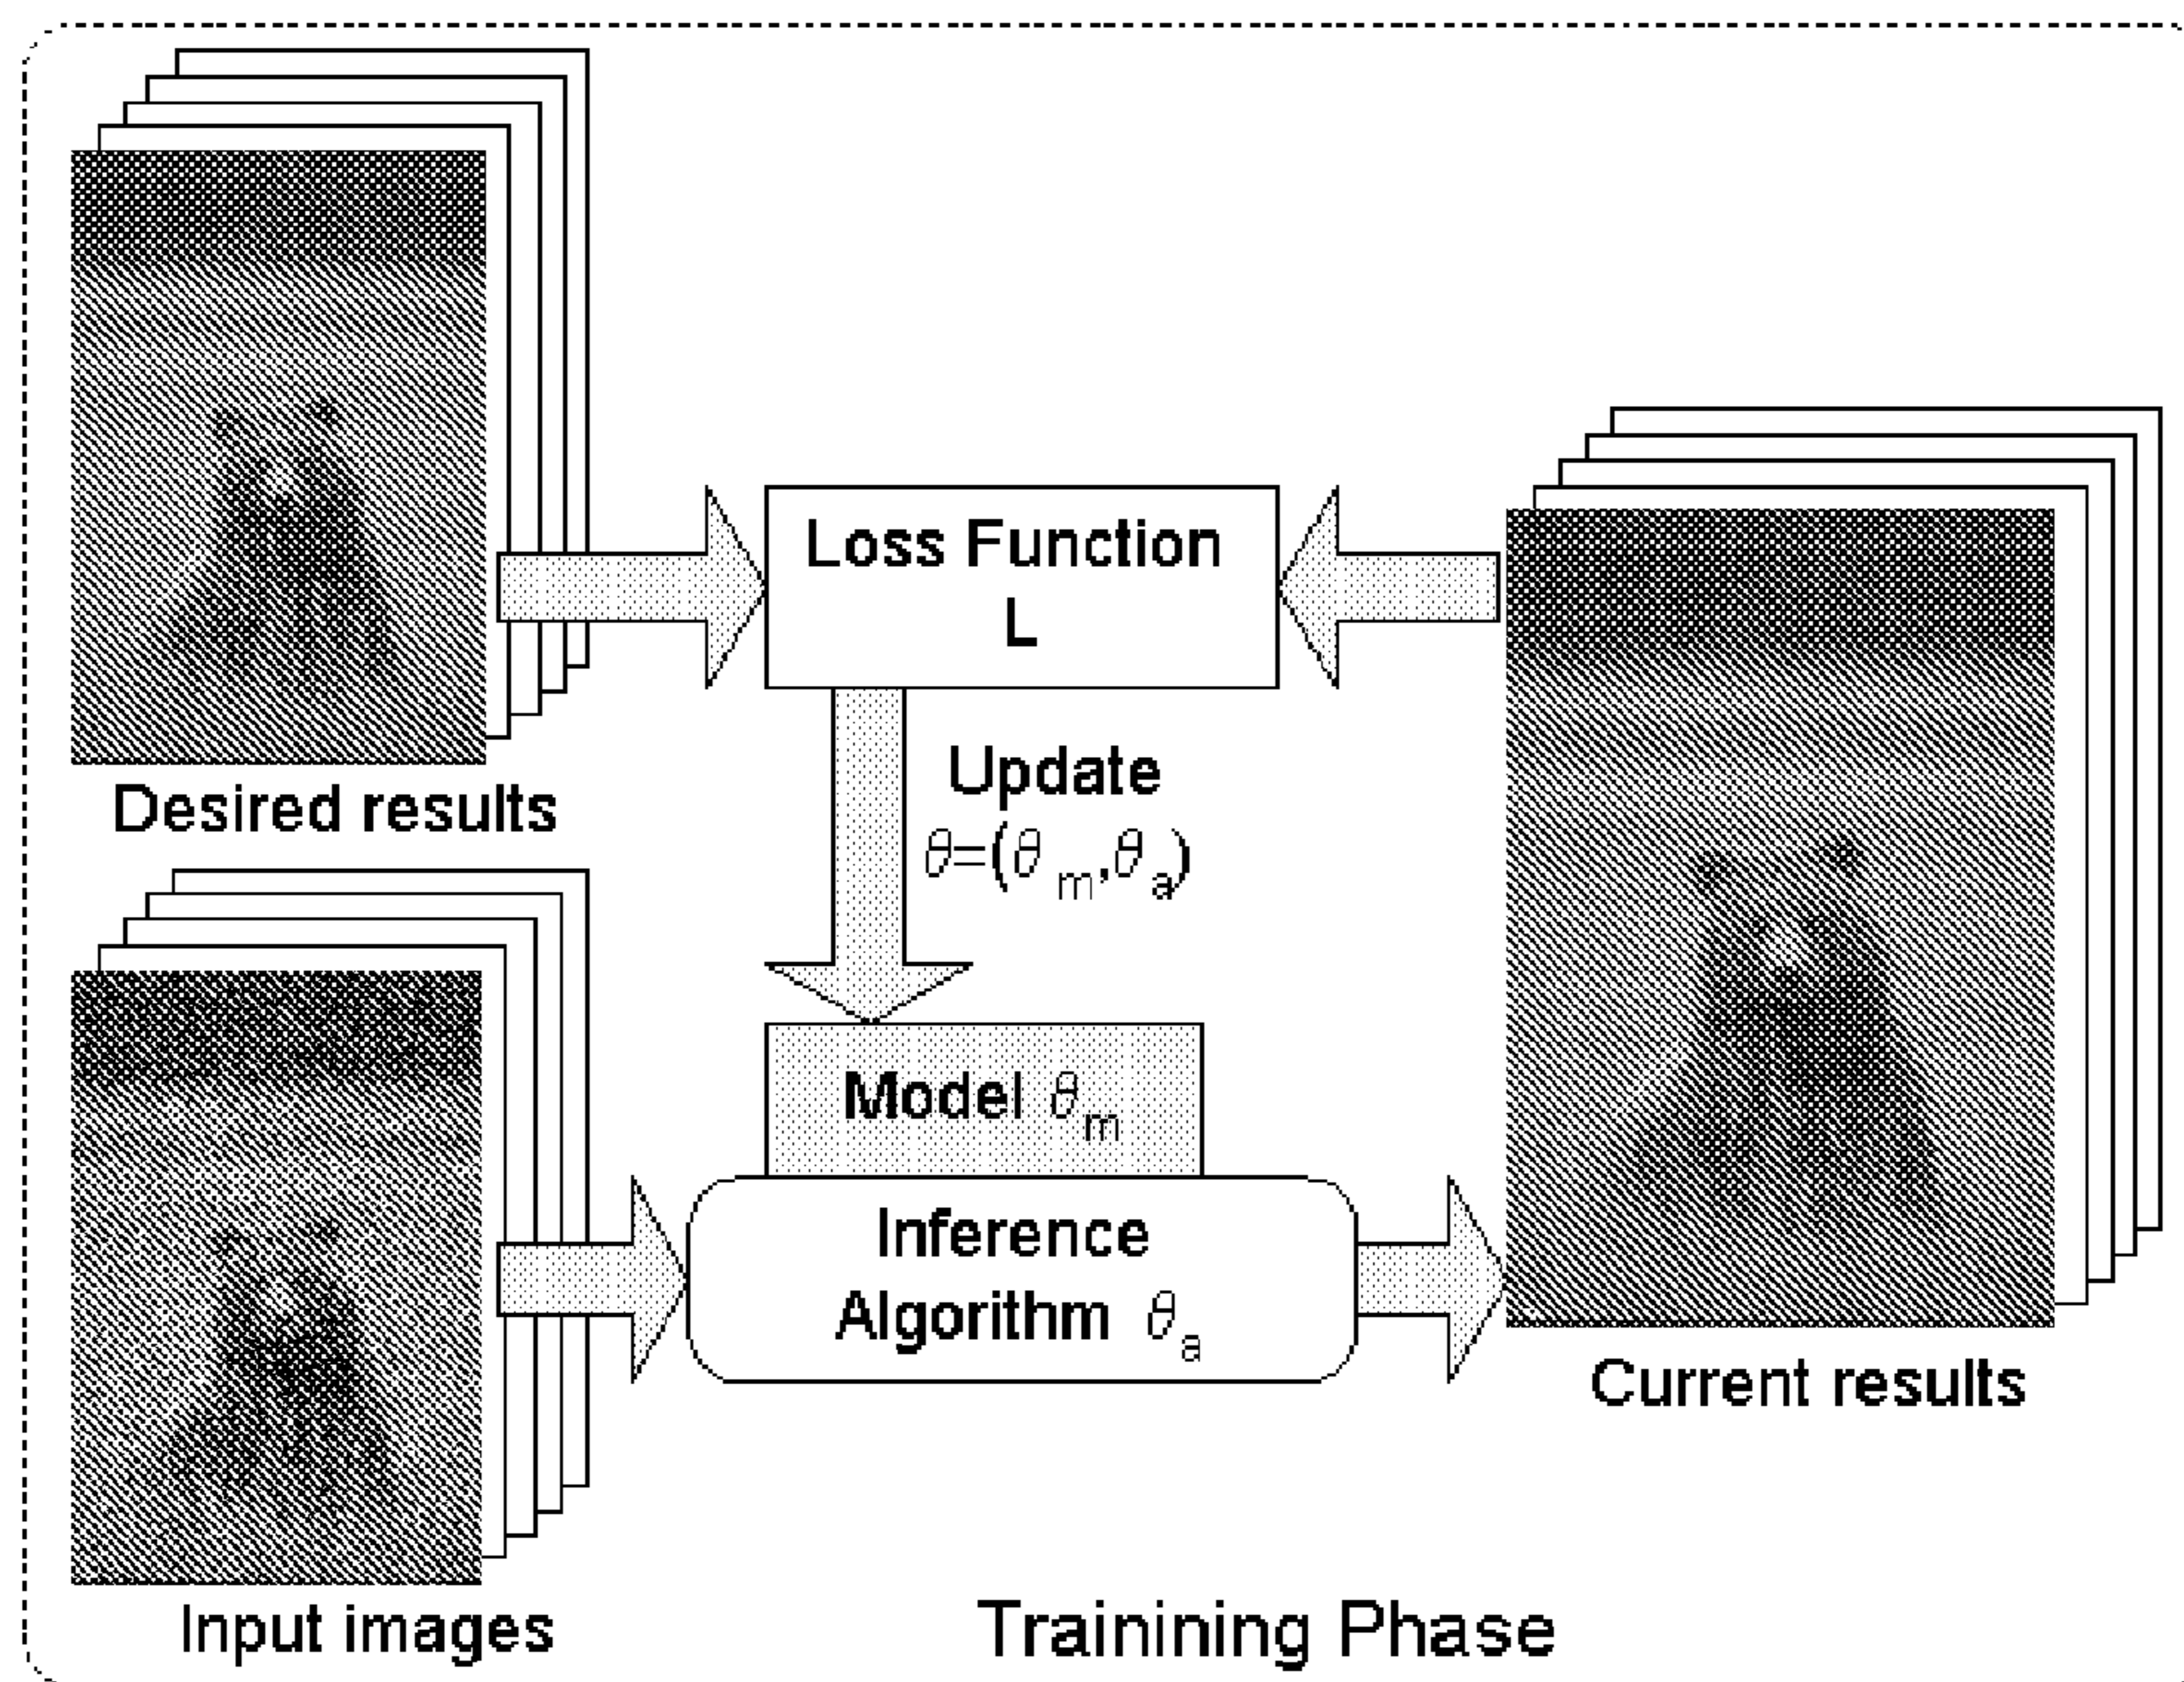 Loss Function
L
Desired results
Update
θ=(θm,θa)
Model θm
Inference
Algorithm θa
Current results
Input images
Trainining Phase